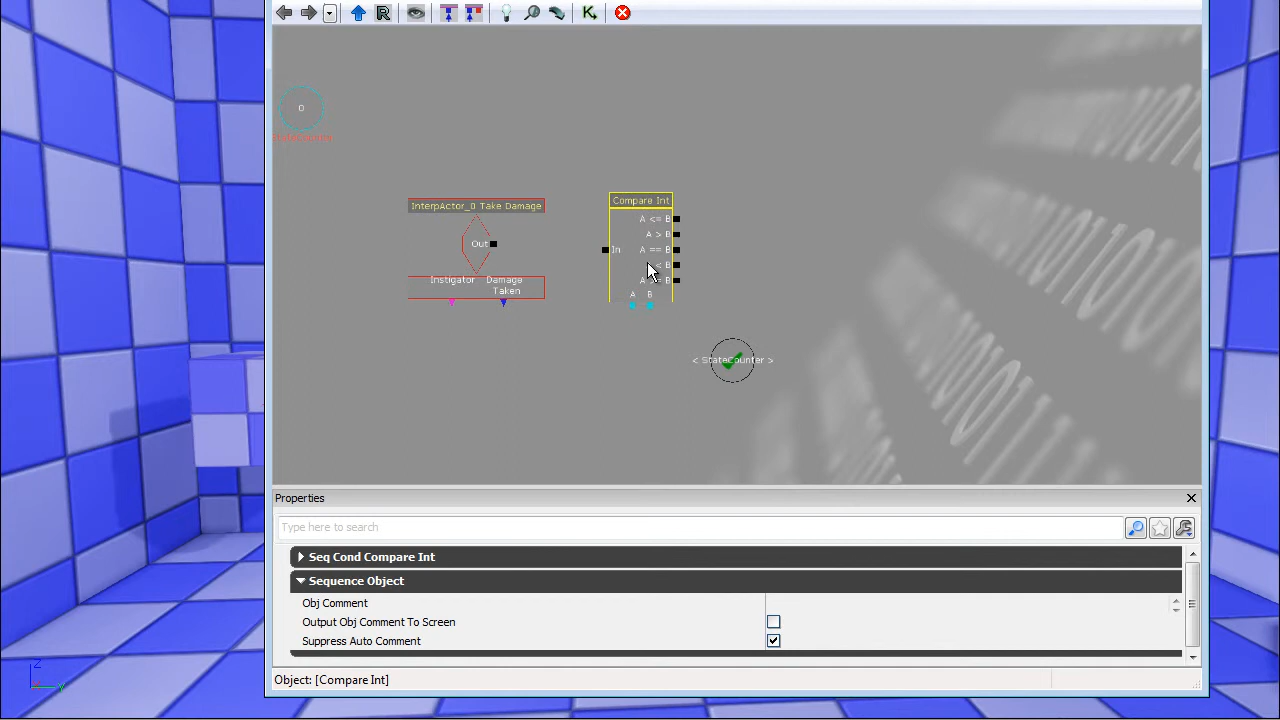 R
K
0
InterpActor_0 Take Damage
Out
Instigator Damage
Taken
Compare Int
A <= B
A > B
In A == B
< B
A B
A B
< StateCounter >
Properties
Type here to search
Seq Cond Compare Int
Sequence Object
Obj Comment
Output Obj Comment To Screen
Suppress Auto Comment
Object: [Compare Int]
Z
Y